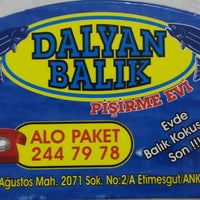 DALYAN
BALIK
PİŞİRME EVİ
ALO PAKET
244 79 78
Evde
Balık Kokusu
Son !!!
Ağustos Mah. 2071 Sok. No:2/A Etimesgut/ANK